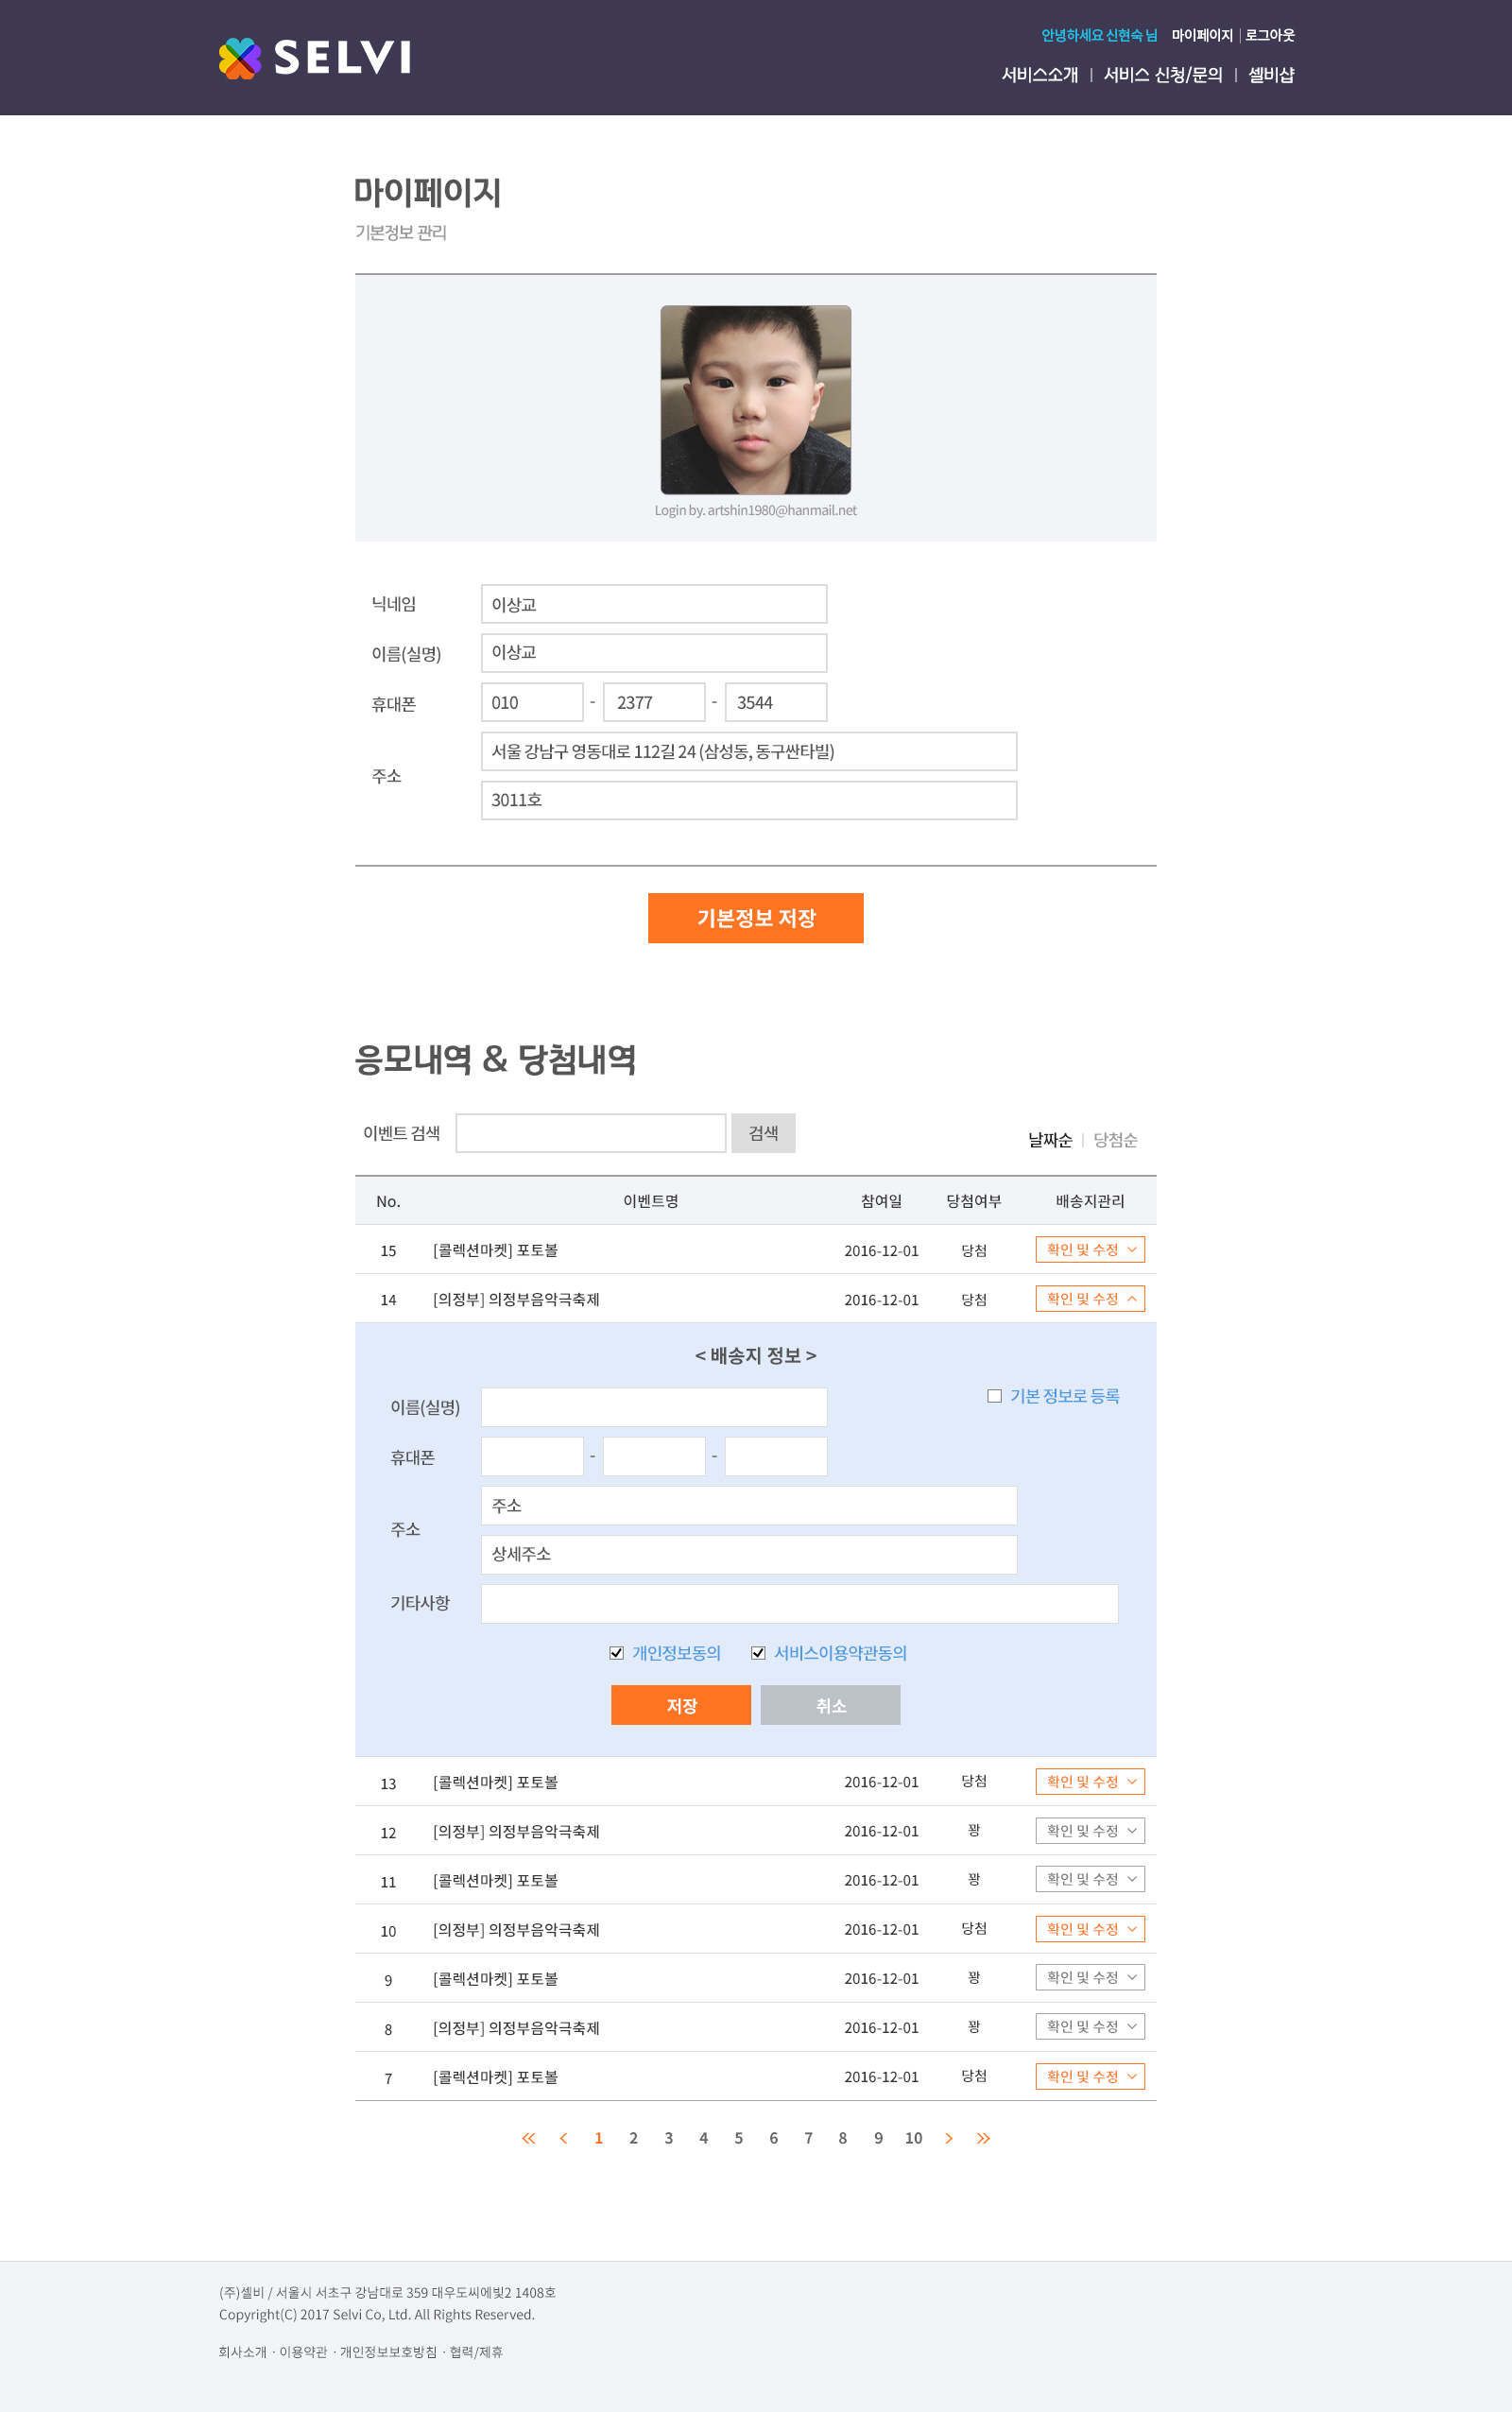 SELVI
안녕하세요 신현숙 님 마이페이지 | 로그아웃
서비스소개 | 서비스 신청/문의 | 셀비샵
마이페이지
기본정보 관리
Login by. artshin1980@hanmail.net
닉네임 이상교
이름(실명) 이상교
휴대폰 010 - 2377 - 3544
주소 서울 강남구 영동대로 112길 24 (삼성동, 동구싼타빌)
3011호
기본정보 저장
응모내역 & 당첨내역
이벤트 검색 검색
날짜순 | 당첨순
No. 이벤트명 참여일 당첨여부 배송지관리
15 [콜렉션마켓] 포토볼 2016-12-01 당첨 확인 및 수정
14 [의정부] 의정부음악극축제 2016-12-01 당첨 확인 및 수정
< 배송지 정보 >
기본 정보로 등록
이름(실명)
휴대폰 - -
주소 주소
상세주소
기타사항
개인정보동의 서비스이용약관동의
저장 취소
13 [콜렉션마켓] 포토볼 2016-12-01 당첨 확인 및 수정
12 [의정부] 의정부음악극축제 2016-12-01 꽝 확인 및 수정
11 [콜렉션마켓] 포토볼 2016-12-01 꽝 확인 및 수정
10 [의정부] 의정부음악극축제 2016-12-01 당첨 확인 및 수정
9 [콜렉션마켓] 포토볼 2016-12-01 꽝 확인 및 수정
8 [의정부] 의정부음악극축제 2016-12-01 꽝 확인 및 수정
7 [콜렉션마켓] 포토볼 2016-12-01 당첨 확인 및 수정
1 2 3 4 5 6 7 8 9 10
(주)셀비 / 서울시 서초구 강남대로 359 대우도씨에빛2 1408호
Copyright(C) 2017 Selvi Co, Ltd. All Rights Reserved.
회사소개 · 이용약관 · 개인정보보호방침 · 협력/제휴